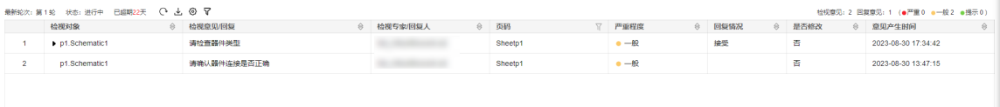 最新轮次：第 1 轮 状态：进行中 已超期22天 检视意见：2 回复意见：1 （●严重 0 ●一般 2 ●提示 0）
检视对象 检视意见/回复 检视专家/回复人 页码 严重程度 回复情况 是否修改 意见产生时间
1 ▶ p1.Schematic1 请检查器件类型 Sheetp1 ● 一般 接受 否 2023-08-30 17:34:42
2 p1.Schematic1 请确认器件连接是否正确 Sheetp1 ● 一般 否 2023-08-30 13:47:15